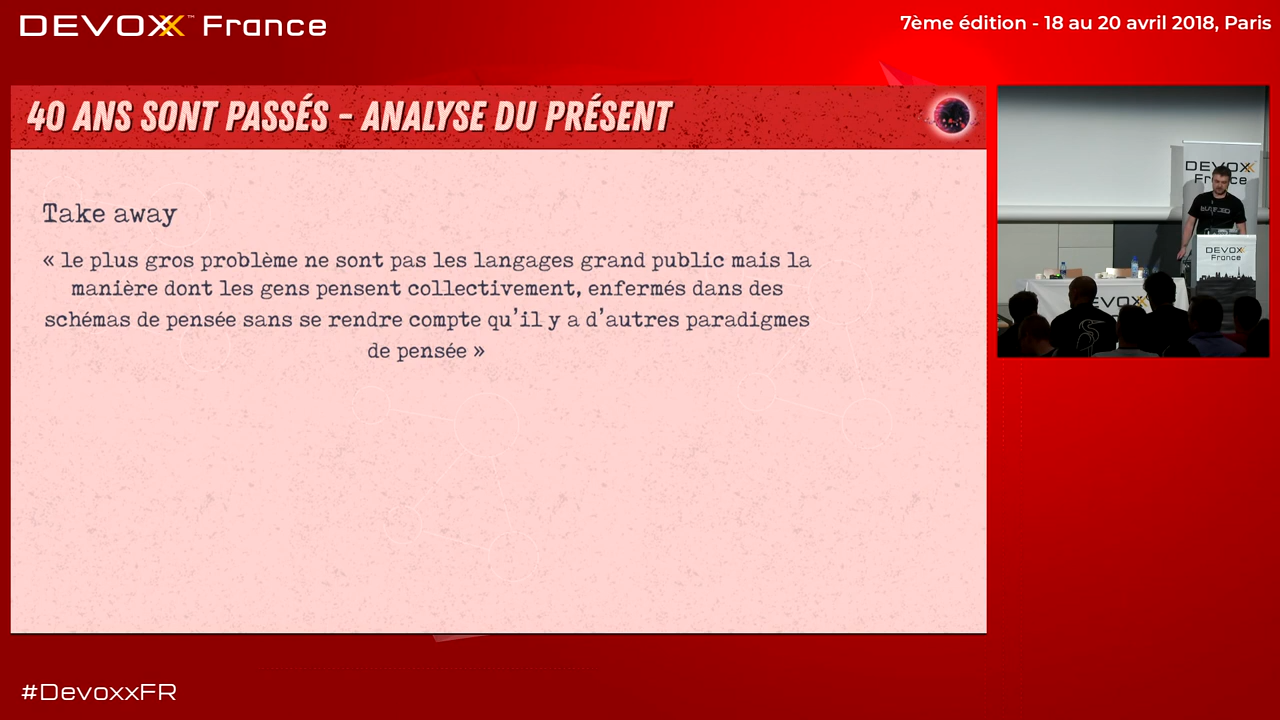 DEVOXX™ France
7ème édition - 18 au 20 avril 2018, Paris
40 ANS SONT PASSÉS - ANALYSE DU PRÉSENT
Take away
« le plus gros problème ne sont pas les langages grand public mais la
manière dont les gens pensent collectivement, enfermés dans des
schémas de pensée sans se rendre compte qu'il y a d'autres paradigmes
de pensée »
DEVOXX
France
DEVOXX
France
DEVOXX
#DevoxxFR